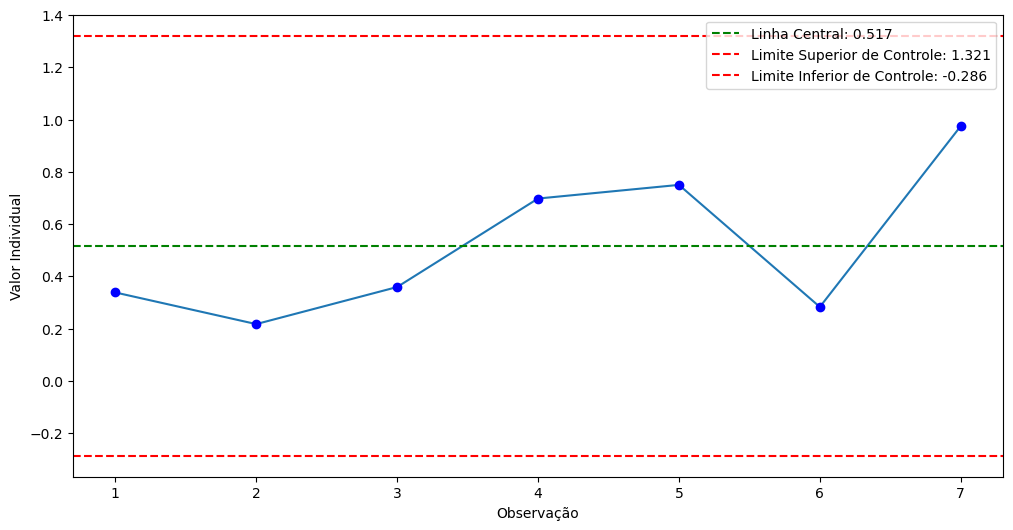 Linha Central: 0.517
Limite Superior de Controle: 1.321
Limite Inferior de Controle: -0.286
Valor Individual
1.4
1.2
1.0
0.8
0.6
0.4
0.2
0.0
−0.2
1 2 3 4 5 6 7
Observação